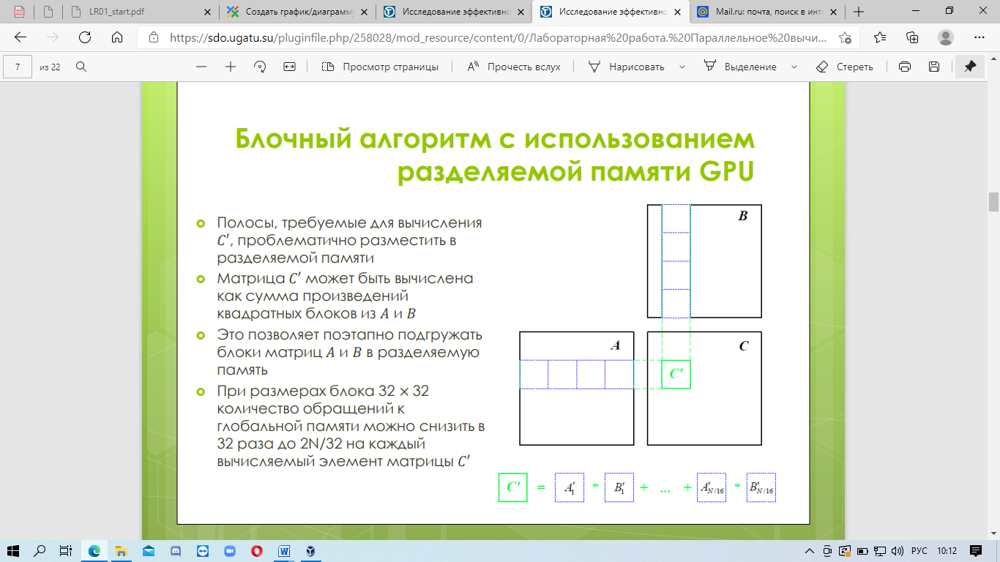 LR01_start.pdf
Создать график/диаграмму
Исследование эффективно
Исследование эффективно
Mail.ru: почта, поиск в инте
https://sdo.ugatu.su/pluginfile.php/258028/mod_resource/content/0/Лабораторная%20работа.%20Параллельное%20вычи...
7 из 22
Просмотр страницы
Прочесть вслух
Нарисовать
Выделение
Стереть
Блочный алгоритм с использованием
разделяемой памяти GPU
Полосы, требуемые для вычисления
C′, проблематично разместить в
разделяемой памяти
Матрица C′ может быть вычислена
как сумма произведений
квадратных блоков из A и B
Это позволяет поэтапно подгружать
блоки матриц A и B в разделяемую
память
При размерах блока 32 × 32
количество обращений к
глобальной памяти можно снизить в
32 раза до 2N/32 на каждый
вычисляемый элемент матрицы C′
B
A
C
C′
C′ = A′1 * B′1 + ... + A′N/16 * B′N/16
РУС
10:12